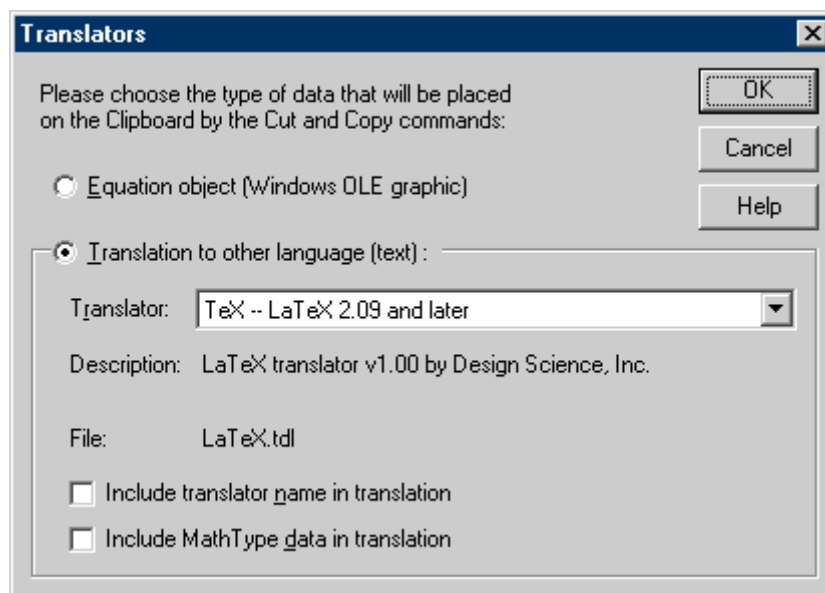 Translators
Please choose the type of data that will be placed
on the Clipboard by the Cut and Copy commands:
OK
Cancel
Help
Equation object (Windows OLE graphic)
Translation to other language (text) :
Translator: TeX -- LaTeX 2.09 and later
Description: LaTeX translator v1.00 by Design Science, Inc.
File: LaTeX.tdl
Include translator name in translation
Include MathType data in translation